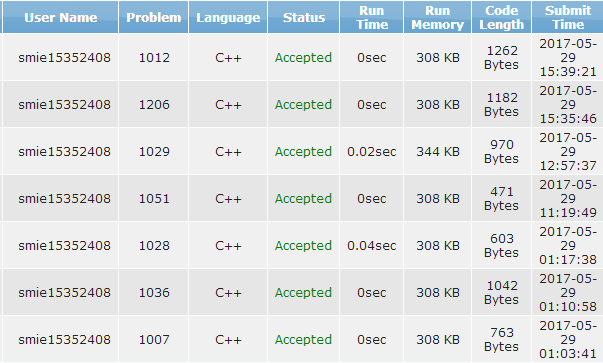 User Name Problem Language Status Run Time Run Memory Code Length Submit Time
smie15352408 1012 C++ Accepted 0sec 308 KB 1262 Bytes 2017-05-29 15:39:21
smie15352408 1206 C++ Accepted 0sec 308 KB 1182 Bytes 2017-05-29 15:35:46
smie15352408 1029 C++ Accepted 0.02sec 344 KB 970 Bytes 2017-05-29 12:57:37
smie15352408 1051 C++ Accepted 0sec 308 KB 471 Bytes 2017-05-29 11:19:49
smie15352408 1028 C++ Accepted 0.04sec 308 KB 603 Bytes 2017-05-29 01:17:38
smie15352408 1036 C++ Accepted 0sec 308 KB 1042 Bytes 2017-05-29 01:10:58
smie15352408 1007 C++ Accepted 0sec 308 KB 763 Bytes 2017-05-29 01:03:41